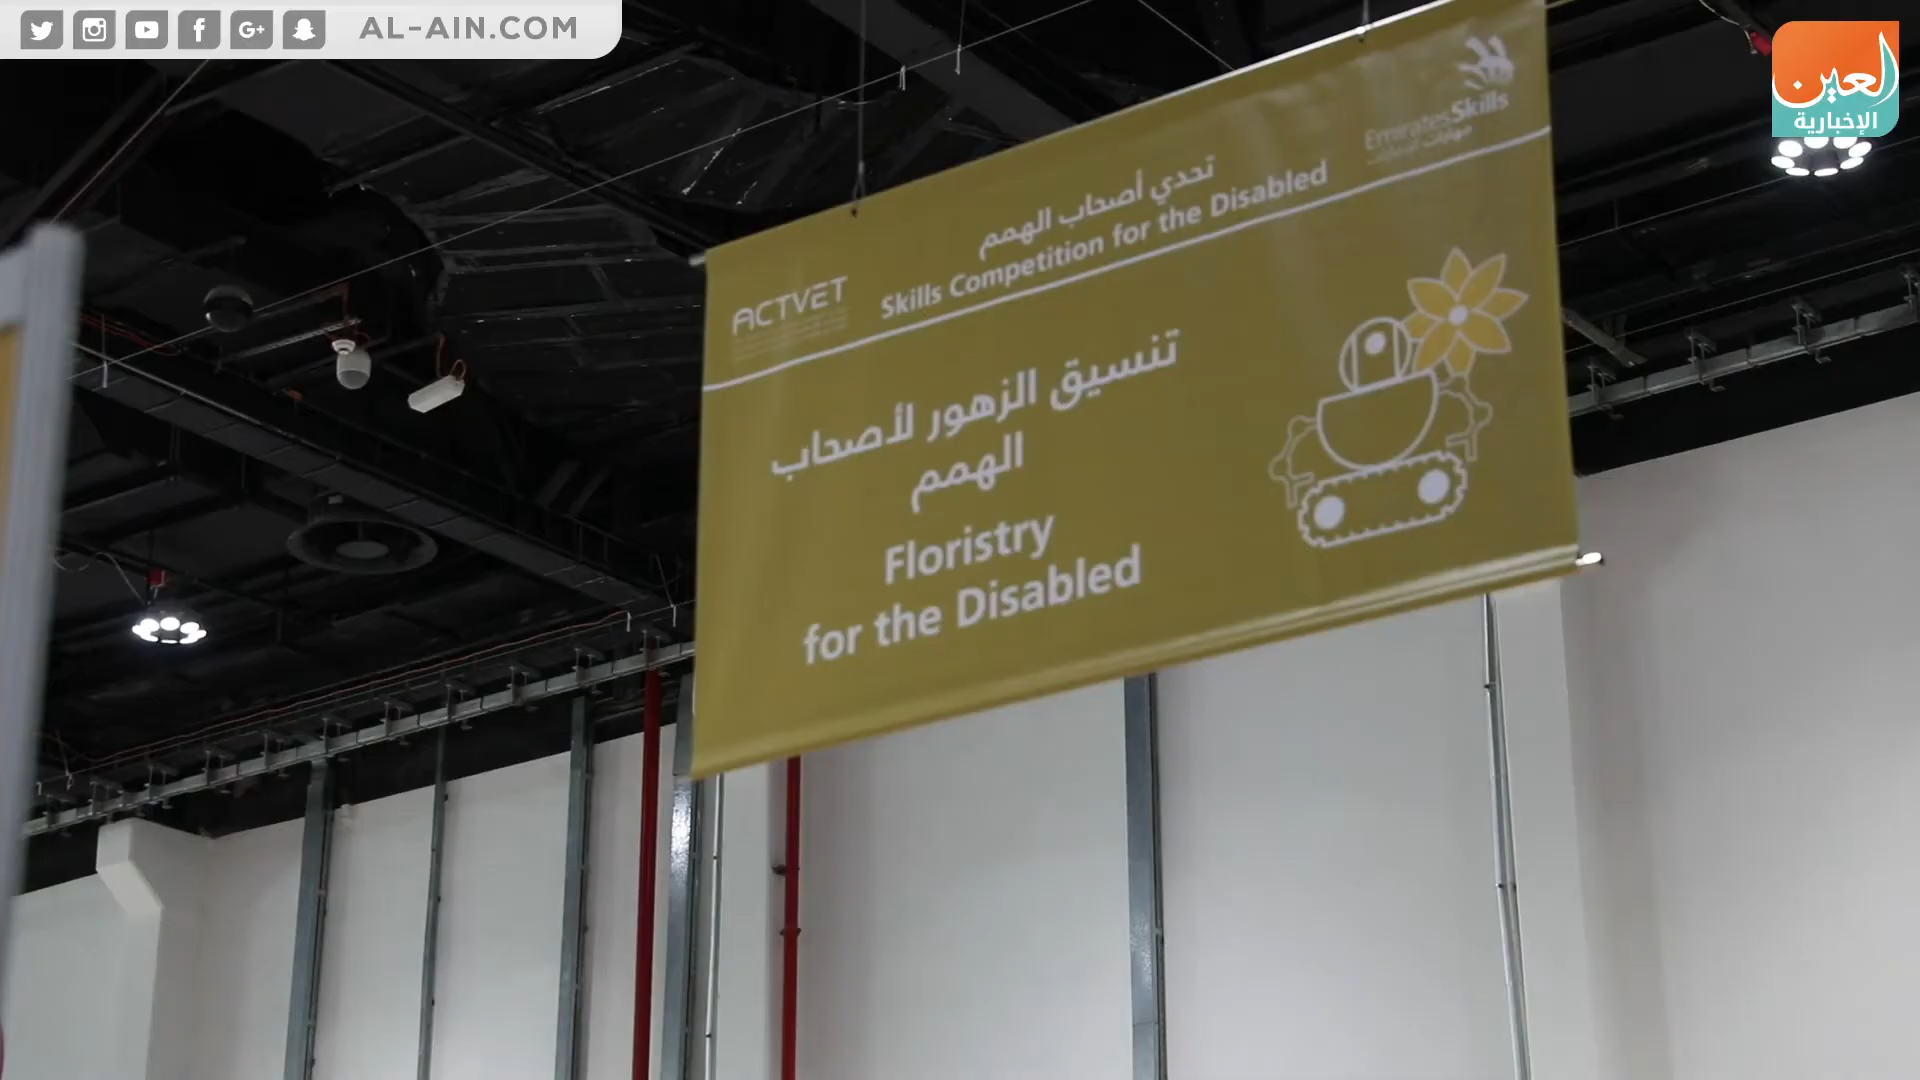 AL-AIN.COM
العين
الإخبارية
EmiratesSkills
تحدي أصحاب الهمم
Skills Competition for the Disabled
ACTVET
تنسيق الزهور لأصحاب
الهمم
Floristry
for the Disabled